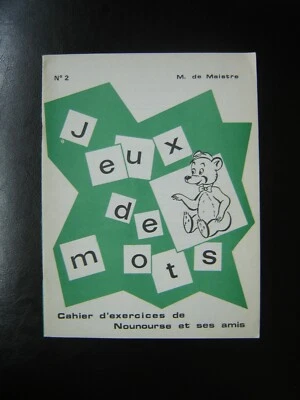 N° 2
M. de Maistre
Jeux
de
mots
Cahier d'exercices de
Nounourse et ses amis